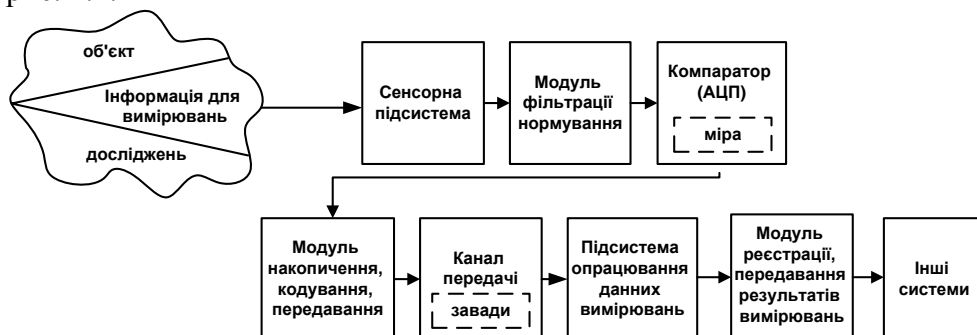 об'єкт
Інформація для
вимірювань
досліджень
Сенсорна
підсистема
Модуль
фільтрації
нормування
Компаратор
(АЦП)
міра
Модуль
накопичення,
кодування,
передавання
Канал
передачі
завади
Підсистема
опрацювання
данних
вимірювань
Модуль
реєстрації,
передавання
результатів
вимірювань
Інші
системи